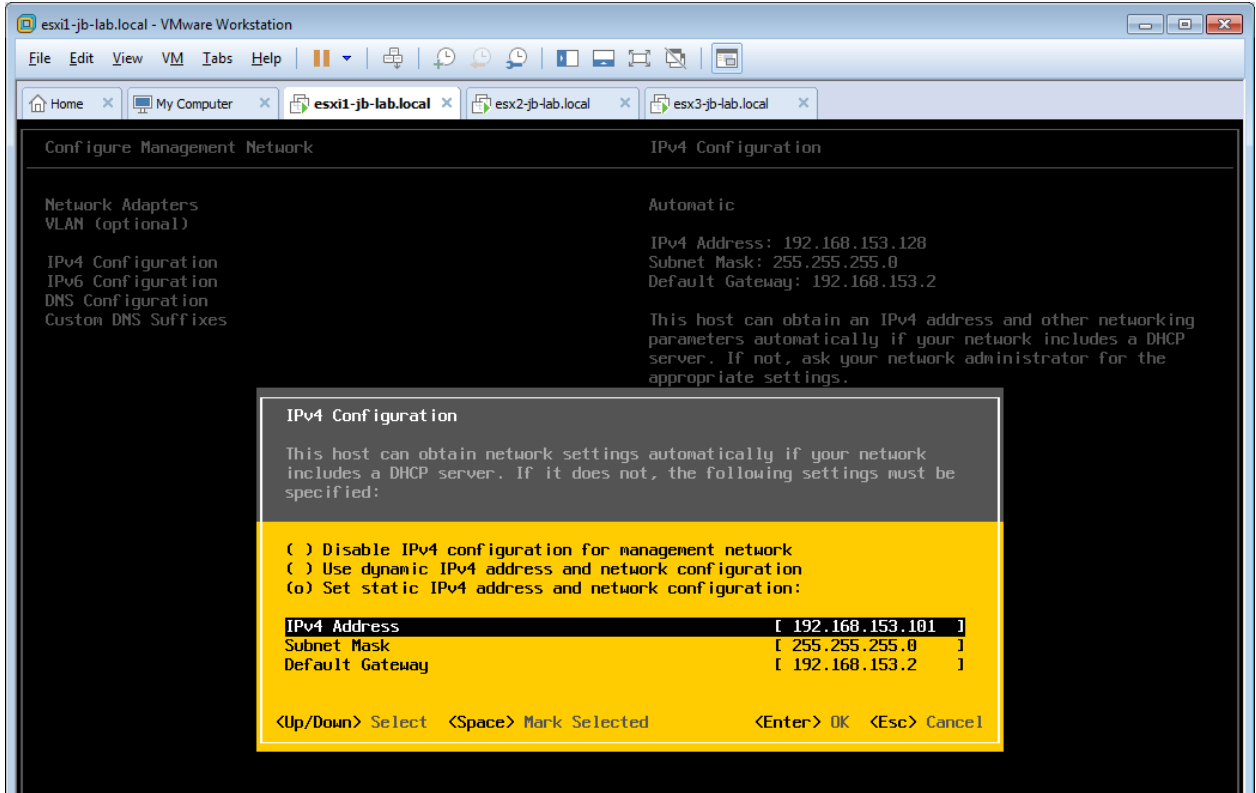 esxi1-jb-lab.local - VMware Workstation
File Edit View VM Tabs Help
Home My Computer esxi1-jb-lab.local esx2-jb-lab.local esx3-jb-lab.local
Configure Management Network
IPv4 Configuration
Network Adapters
VLAN (optional)
IPv4 Configuration
IPv6 Configuration
DNS Configuration
Custom DNS Suffixes
Automatic
IPv4 Address: 192.168.153.128
Subnet Mask: 255.255.255.0
Default Gateway: 192.168.153.2
This host can obtain an IPv4 address and other networking
parameters automatically if your network includes a DHCP
server. If not, ask your network administrator for the
appropriate settings.
IPv4 Configuration
This host can obtain network settings automatically if your network
includes a DHCP server. If it does not, the following settings must be
specified:
( ) Disable IPv4 configuration for management network
( ) Use dynamic IPv4 address and network configuration
(o) Set static IPv4 address and network configuration:
IPv4 Address [ 192.168.153.101 ]
Subnet Mask [ 255.255.255.0 ]
Default Gateway [ 192.168.153.2 ]
<Up/Down> Select <Space> Mark Selected <Enter> OK <Esc> Cancel